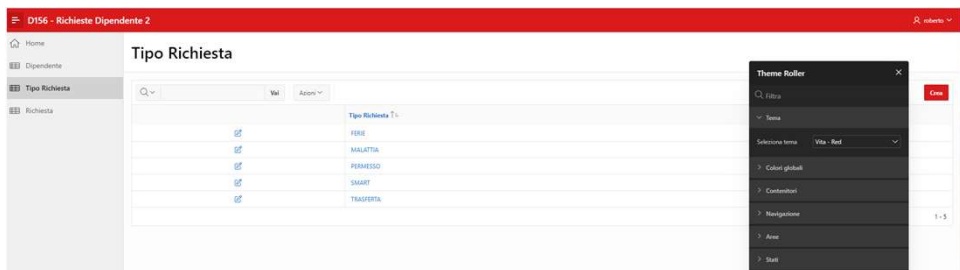 D156 - Richieste Dipendente 2
roberto
Home
Dipendente
Tipo Richiesta
Richiesta
Tipo Richiesta
Vai
Azioni
Crea
Tipo Richiesta
FERIE
MALATTIA
PERMESSO
SMART
TRASFERTA
1 - 5
Theme Roller
Filtra
Tema
Seleziona tema Vita - Red
Colori globali
Contenitori
Navigazione
Aree
Stati